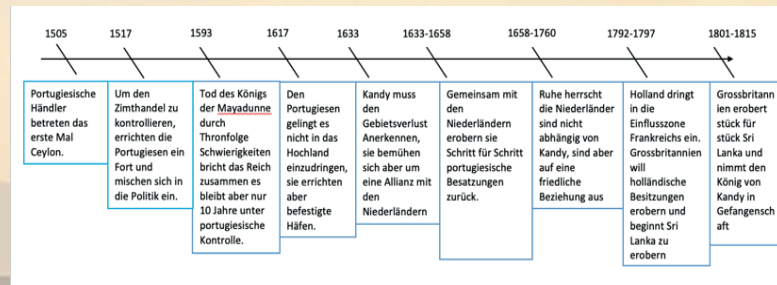 1505
1517
1593
1617
1633
1633-1658
1658-1760
1792-1797
1801-1815
Portugiesische
Händler
betreten das
erste Mal
Ceylon.
Um den
Zimthandel zu
kontrollieren,
errichten die
Portugiesen ein
Fort und
mischen sich in
die Politik ein.
Tod des Königs
der Mayadunne
durch
Thronfolge
Schwierigkeiten
bricht das Reich
zusammen es
bleibt aber nur
10 Jahre unter
portugiesische
Kontrolle.
Den
Portugiesen
gelingt es
nicht in das
Hochland
einzudringen,
sie errichten
aber
befestigte
Häfen.
Kandy muss
den
Gebietsverlust
Anerkennen,
sie bemühen
sich aber um
eine Allianz mit
den
Niederländern
Gemeinsam mit
den
Niederländern
erobern sie
Schritt für Schritt
portugiesische
Besatzungen
zurück.
Ruhe herrscht
die Niederländer
sind nicht
abhängig von
Kandy, sind aber
auf eine
friedliche
Beziehung aus
Holland dringt
in die
Einflusszone
Frankreichs ein.
Grossbritannien
will
holländische
Besitzungen
erobern und
beginnt Sri
Lanka zu
erobern
Grossbritann
ien erobert
stück für
stück Sri
Lanka und
nimmt den
König von
Kandy in
Gefangensch
aft